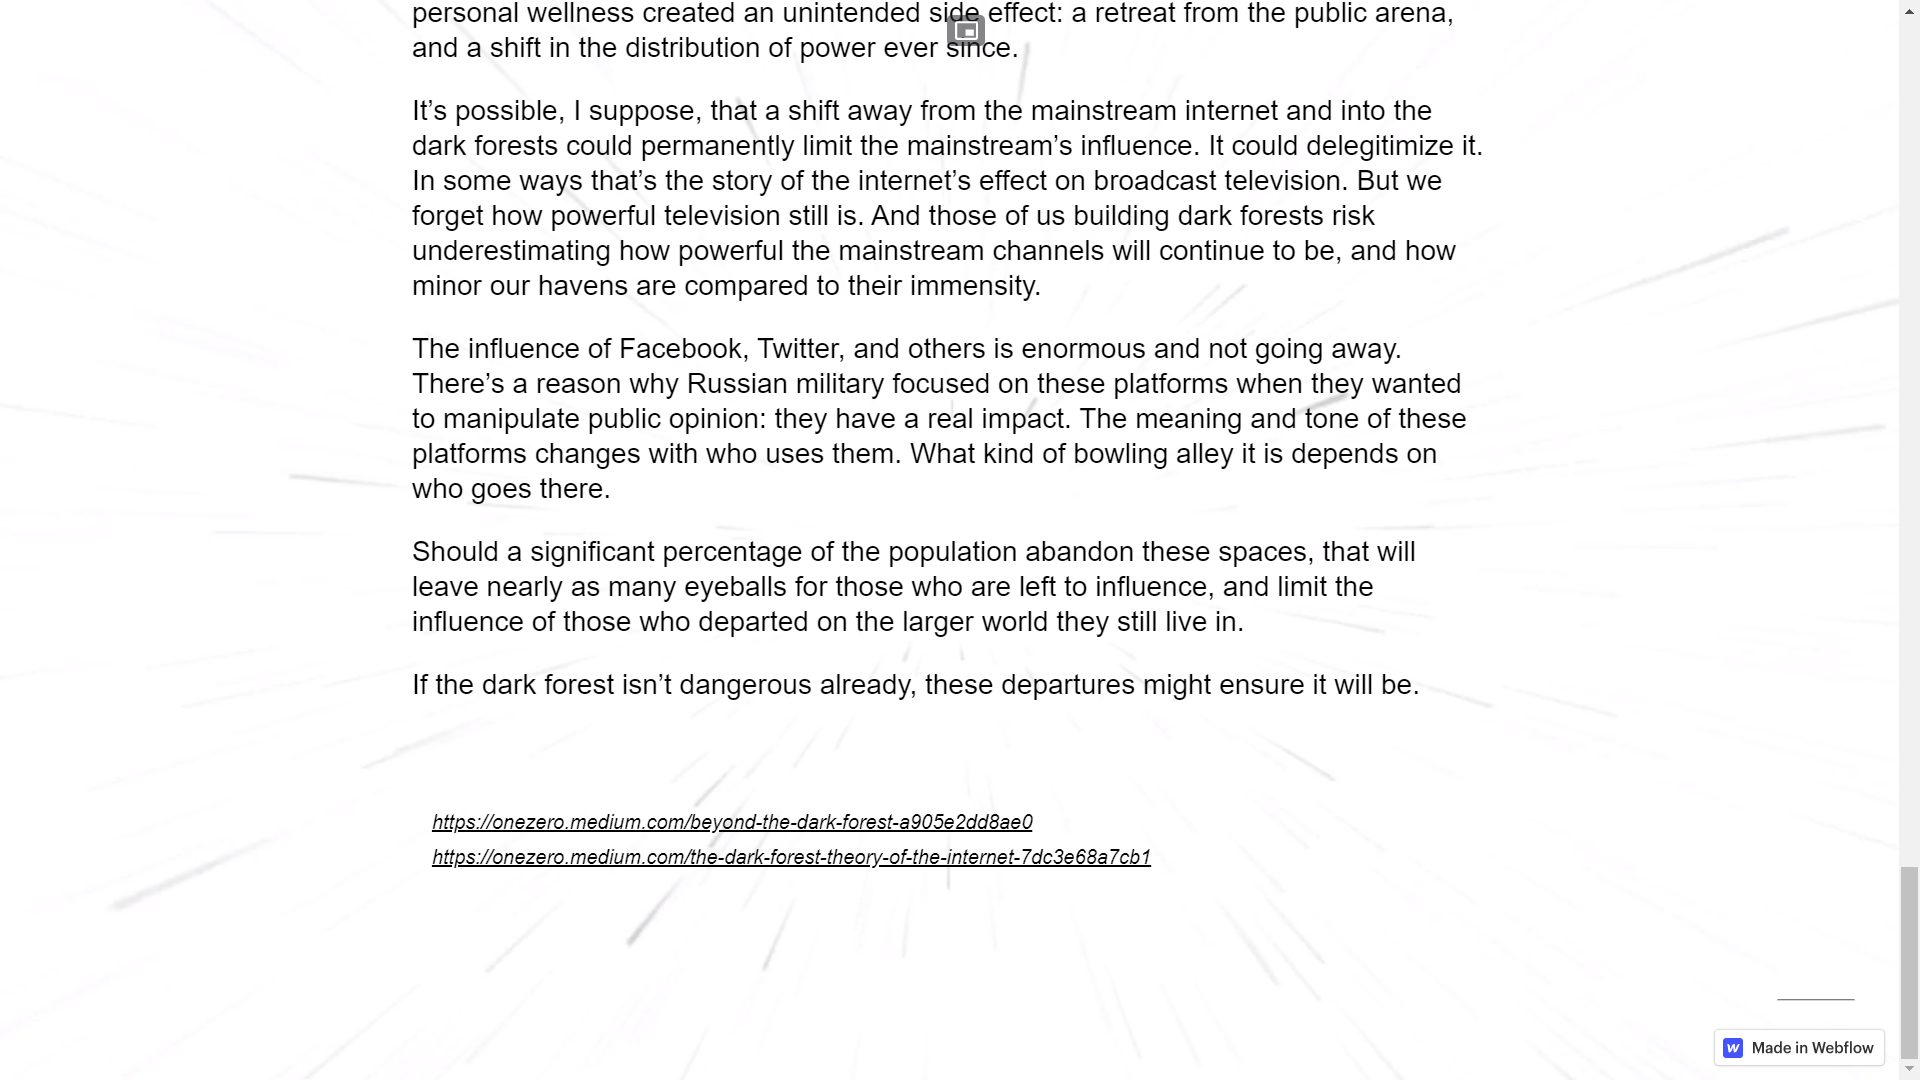 personal wellness created an unintended side effect: a retreat from the public arena,
and a shift in the distribution of power ever since.
It’s possible, I suppose, that a shift away from the mainstream internet and into the
dark forests could permanently limit the mainstream’s influence. It could delegitimize it.
In some ways that’s the story of the internet’s effect on broadcast television. But we
forget how powerful television still is. And those of us building dark forests risk
underestimating how powerful the mainstream channels will continue to be, and how
minor our havens are compared to their immensity.
The influence of Facebook, Twitter, and others is enormous and not going away.
There’s a reason why Russian military focused on these platforms when they wanted
to manipulate public opinion: they have a real impact. The meaning and tone of these
platforms changes with who uses them. What kind of bowling alley it is depends on
who goes there.
Should a significant percentage of the population abandon these spaces, that will
leave nearly as many eyeballs for those who are left to influence, and limit the
influence of those who departed on the larger world they still live in.
If the dark forest isn’t dangerous already, these departures might ensure it will be.
https://onezero.medium.com/beyond-the-dark-forest-a905e2dd8ae0
https://onezero.medium.com/the-dark-forest-theory-of-the-internet-7dc3e68a7cb1
Made in Webflow